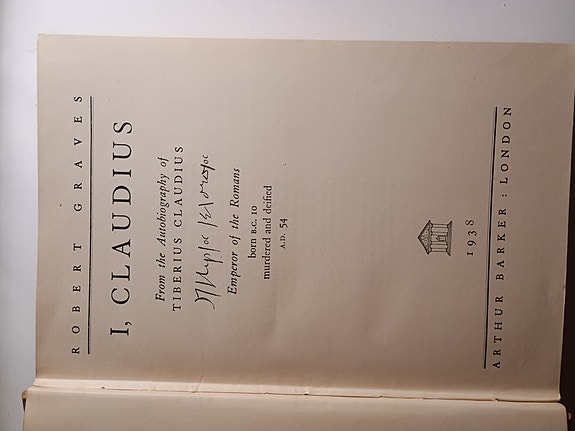 ROBERT GRAVES
I, CLAUDIUS
From the Autobiography of
TIBERIUS CLAUDIUS
Emperor of the Romans
born B.C. 10
murdered and deified
A.D. 54
1938
ARTHUR BARKER : LONDON